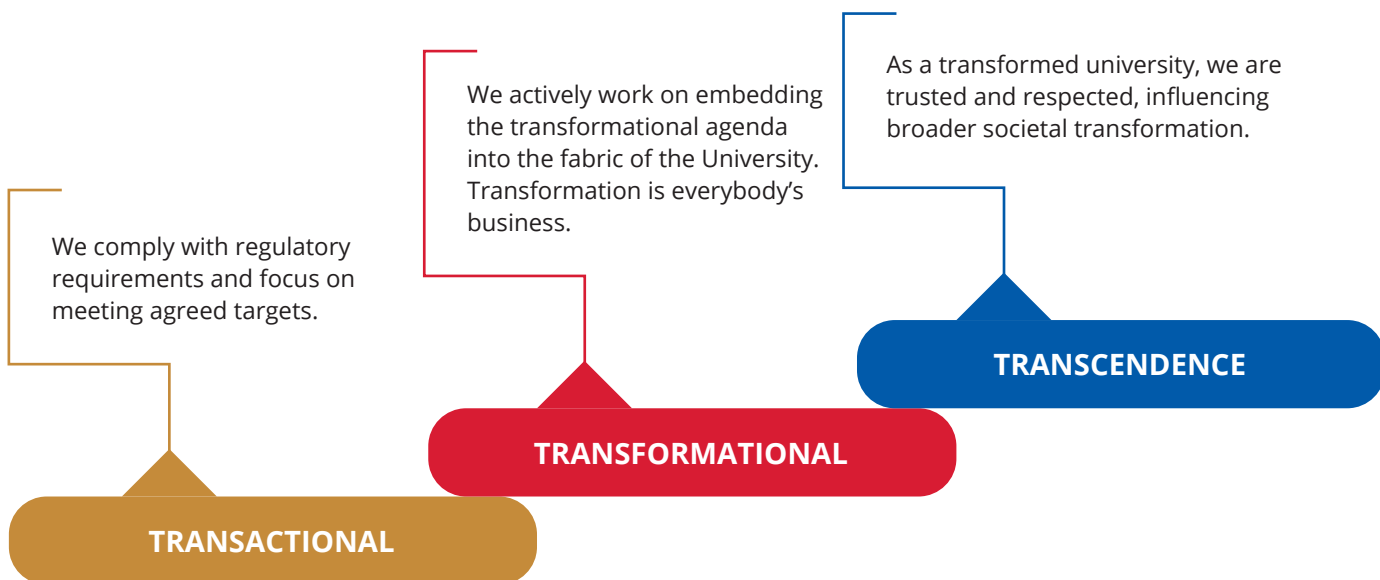 We comply with regulatory
requirements and focus on
meeting agreed targets.
TRANSACTIONAL
We actively work on embedding
the transformational agenda
into the fabric of the University.
Transformation is everybody’s
business.
TRANSFORMATIONAL
As a transformed university, we are
trusted and respected, influencing
broader societal transformation.
TRANSCENDENCE